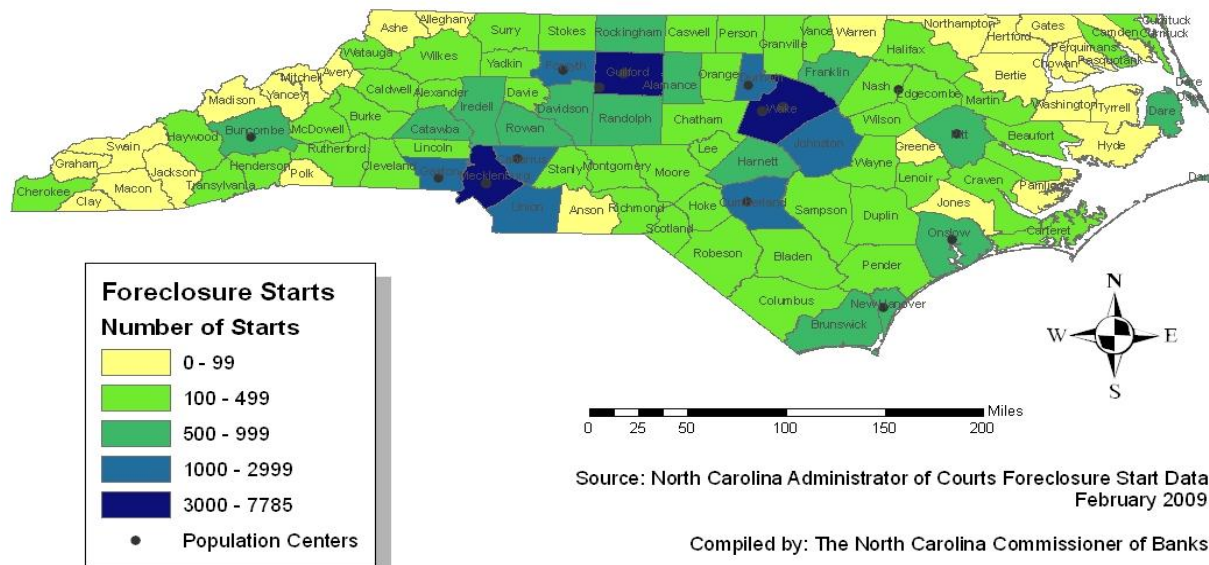 Ashe
Alleghany
Surry
Stokes
Rockingham
Caswell
Person
Granville
Vance
Warren
Northampton
Gates
Hertford
Camden
Currituck
Watauga
Wilkes
Yadkin
Forsyth
Guilford
Alamance
Orange
Durham
Franklin
Halifax
Bertie
Chowan
Perquimans
Pasquotank
Mitchell
Avery
Caldwell
Alexander
Davie
Iredell
Davidson
Randolph
Chatham
Wake
Nash
Edgecombe
Martin
Washington
Tyrrell
Dare
Madison
Yancey
Burke
McDowell
Catawba
Rowan
Wilson
Johnston
Pitt
Beaufort
Hyde
Swain
Haywood
Buncombe
Rutherford
Lincoln
Cleveland
Gaston
Mecklenburg
Cabarrus
Stanly
Montgomery
Moore
Lee
Harnett
Wayne
Greene
Lenoir
Craven
Graham
Jackson
Henderson
Polk
Transylvania
Cherokee
Clay
Macon
Union
Anson
Richmond
Hoke
Scotland
Cumberland
Sampson
Duplin
Jones
Onslow
Carteret
Robeson
Bladen
Pender
Columbus
New Hanover
Brunswick
Foreclosure Starts
Number of Starts
0 - 99
100 - 499
500 - 999
1000 - 2999
3000 - 7785
Population Centers
N
W
E
S
Miles
0 25 50 100 150 200
Source: North Carolina Administrator of Courts Foreclosure Start Data
February 2009
Compiled by: The North Carolina Commissioner of Banks